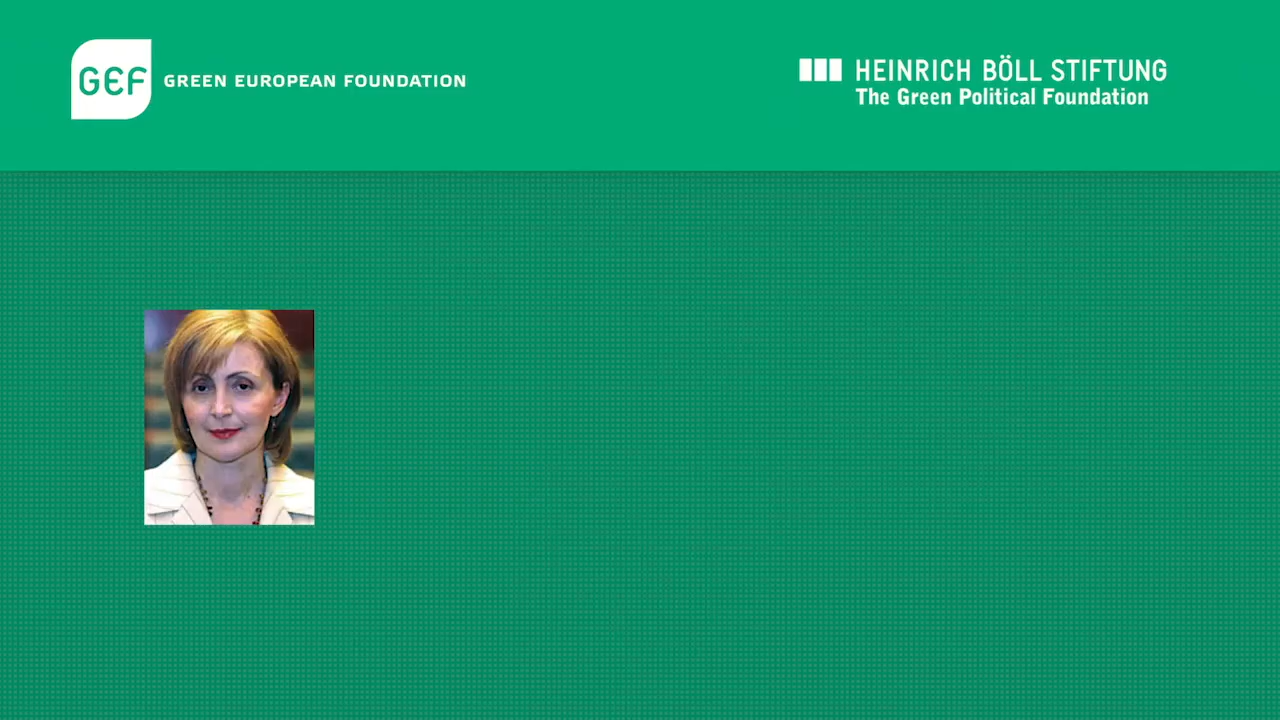 GEF
GREEN EUROPEAN FOUNDATION
HEINRICH BÖLL STIFTUNG
The Green Political Foundation